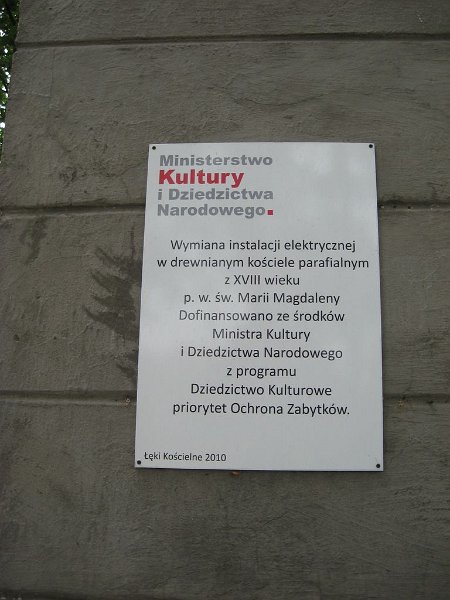 Ministerstwo
Kultury
i Dziedzictwa
Narodowego.
Wymiana instalacji elektrycznej
w drewnianym kościele parafialnym
z XVIII wieku
p. w. św. Marii Magdaleny
Dofinansowano ze środków
Ministra Kultury
i Dziedzictwa Narodowego
z programu
Dziedzictwo Kulturowe
priorytet Ochrona Zabytków.
Łęki Kościelne 2010